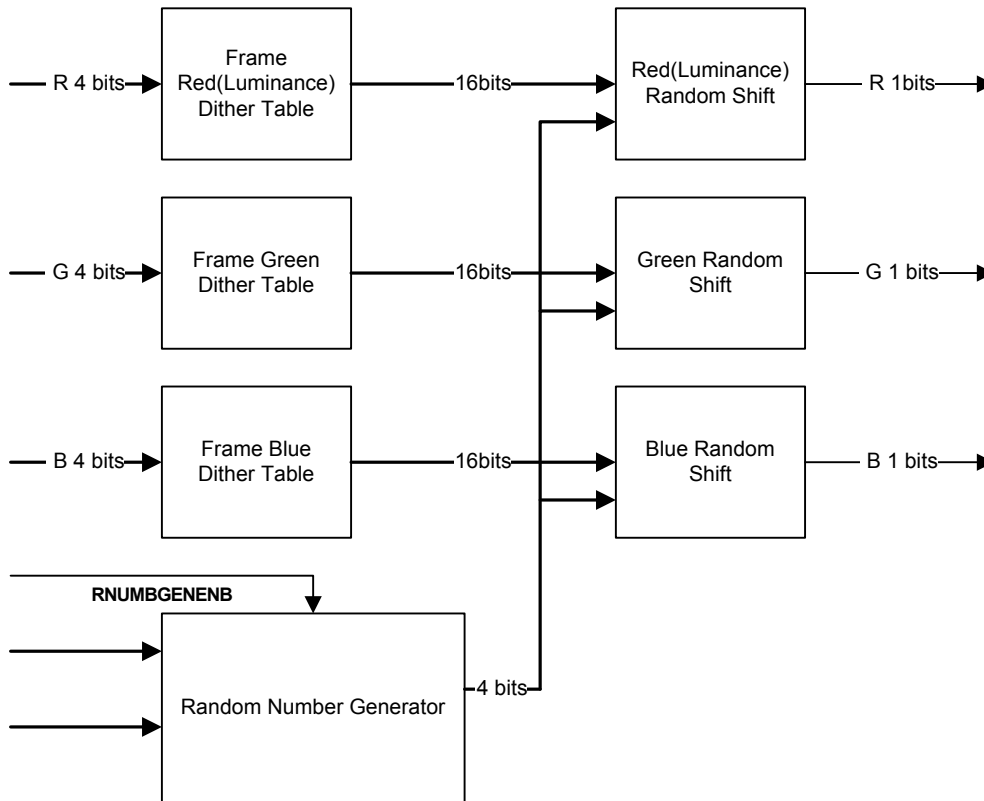 R 4 bits
Frame
Red(Luminance)
Dither Table
16bits
Red(Luminance)
Random Shift
R 1bits
G 4 bits
Frame Green
Dither Table
16bits
Green Random
Shift
G 1 bits
B 4 bits
Frame Blue
Dither Table
16bits
Blue Random
Shift
B 1 bits
RNUMBGENENB
Random Number Generator
4 bits